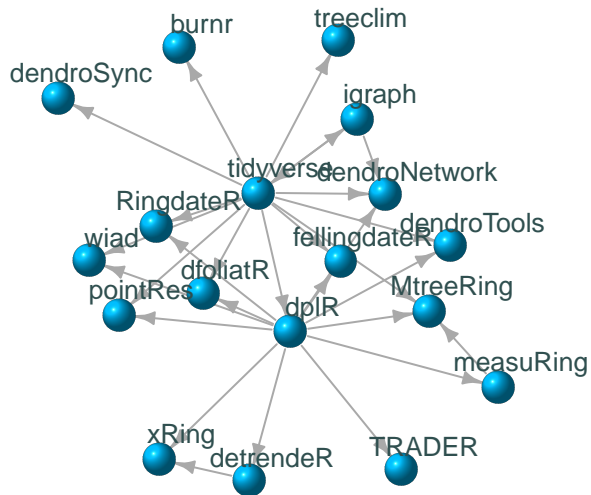 burnr
treeclim
dendroSync
igraph
tidyverse
dendroNetwork
RingdateR
dendroTools
wiad
fellingdateR
dfoliatR
pointRes
dplR
MtreeRing
measuRing
xRing
detrendeR
TRADER